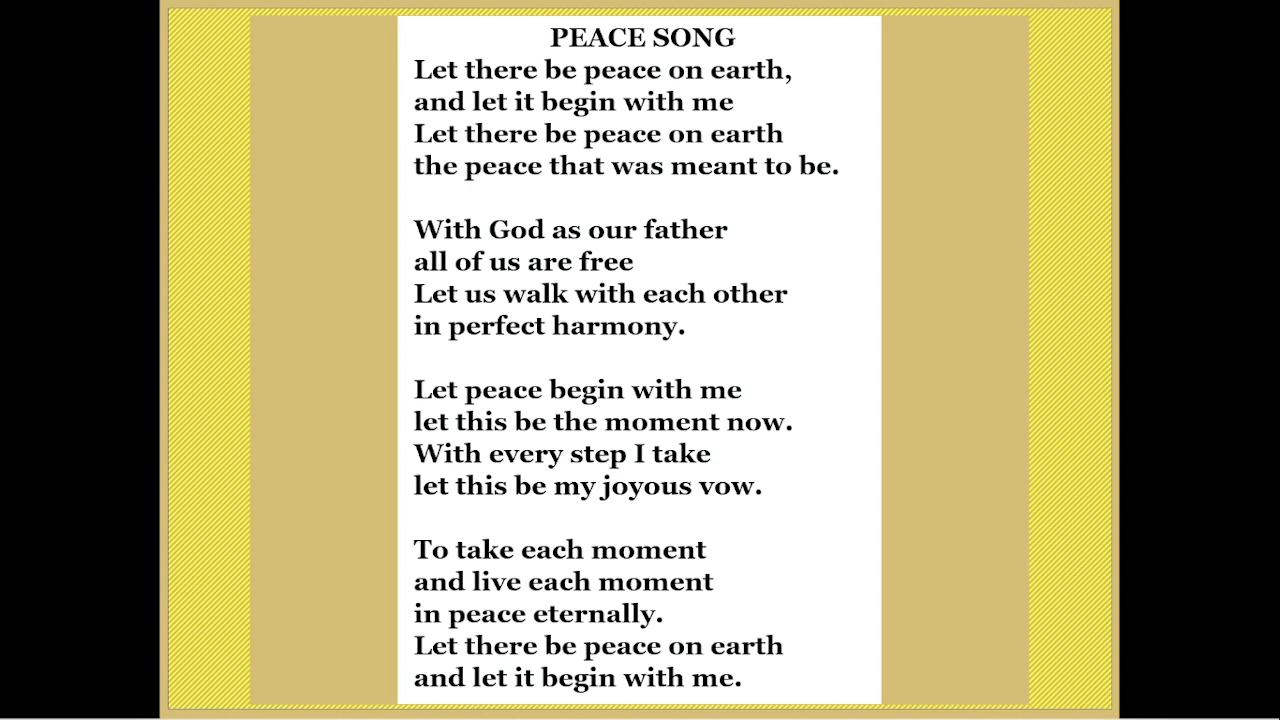 PEACE SONG
Let there be peace on earth,
and let it begin with me
Let there be peace on earth
the peace that was meant to be.
With God as our father
all of us are free
Let us walk with each other
in perfect harmony.
Let peace begin with me
let this be the moment now.
With every step I take
let this be my joyous vow.
To take each moment
and live each moment
in peace eternally.
Let there be peace on earth
and let it begin with me.